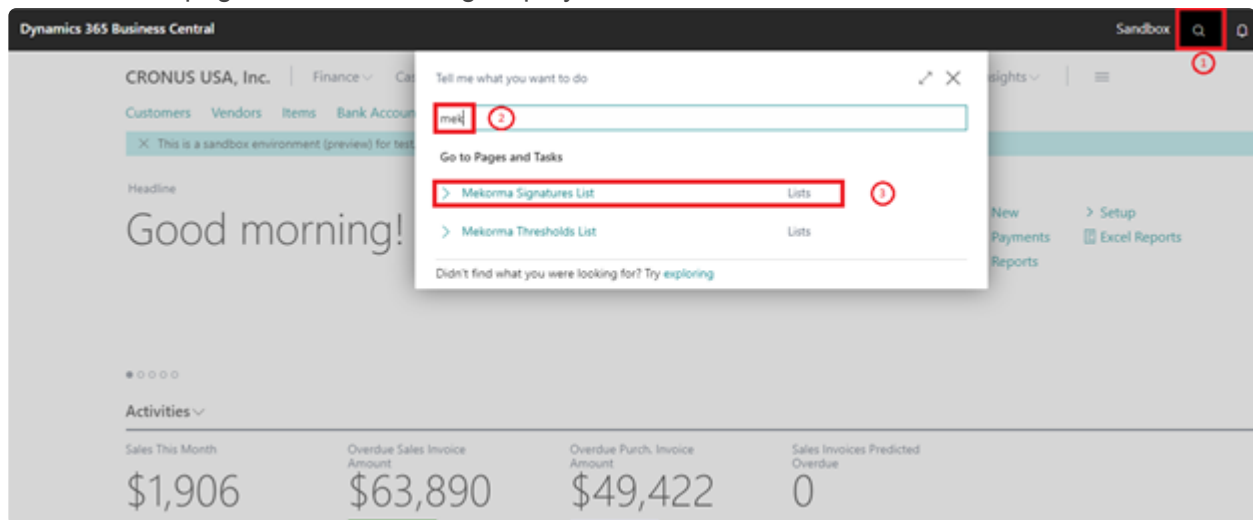 Dynamics 365 Business Central
Sandbox
1
CRONUS USA, Inc.
Finance
Cas
Tell me what you want to do
sights
Customers Vendors Items Bank Accoun
mek
2
This is a sandbox environment (preview) for test
Go to Pages and Tasks
Headline
Mekorma Signatures List Lists
3
Good morning!
Mekorma Thresholds List Lists
New
> Setup
Payments
Excel Reports
Reports
Didn't find what you were looking for? Try exploring
Activities
Sales This Month
Overdue Sales Invoice
Amount
Overdue Purch. Invoice
Amount
Sales Invoices Predicted
Overdue
$1,906
$63,890
$49,422
0